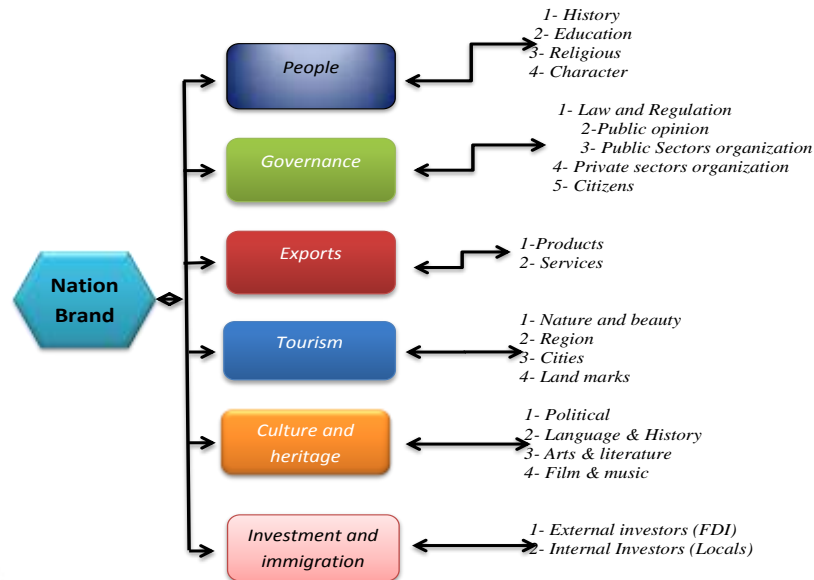 1- History
2- Education
3- Religious
4- Character
People
1- Law and Regulation
2-Public opinion
3- Public Sectors organization
4- Private sectors organization
5- Citizens
Governance
1-Products
2- Services
Exports
Nation
Brand
1- Nature and beauty
2- Region
3- Cities
4- Land marks
Tourism
1- Political
2- Language & History
3- Arts & literature
4- Film & music
Culture and
heritage
1- External investors (FDI)
2- Internal Investors (Locals)
Investment and
immigration